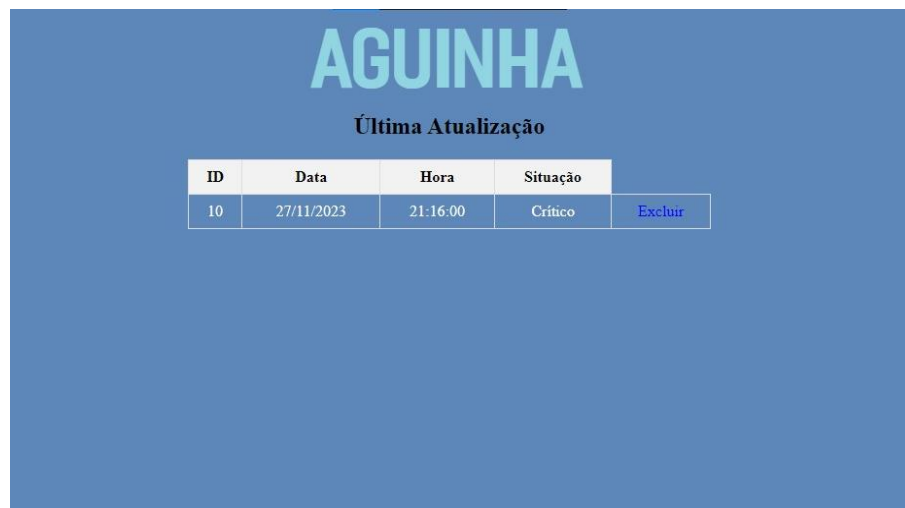 AGUINHA
Última Atualização
ID Data Hora Situação
10 27/11/2023 21:16:00 Crítico Excluir